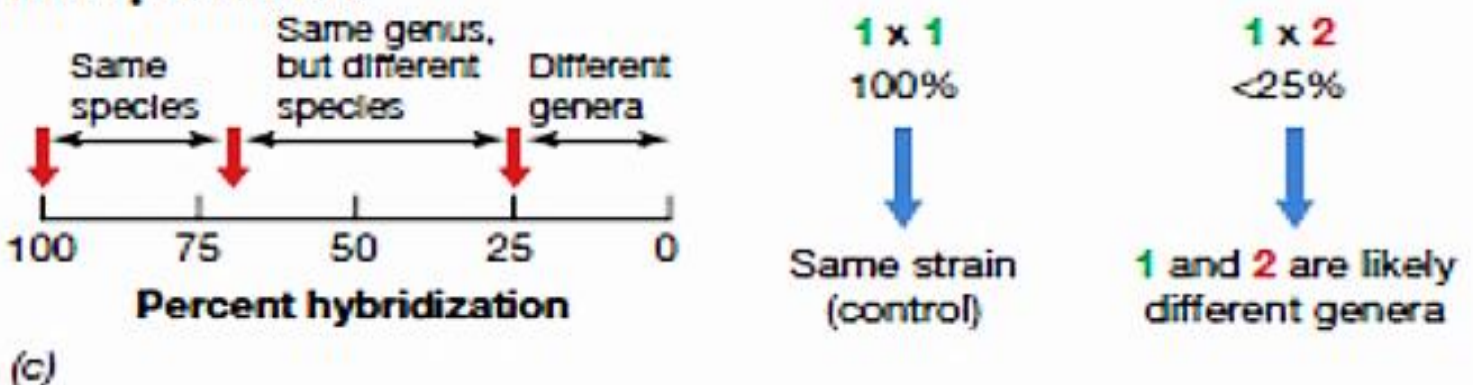 Same genus,
Same but different Different
species species genera
100 75 50 25 0
Percent hybridization
(c)
1 x 1
100%
Same strain
(control)
1 x 2
<25%
1 and 2 are likely
different genera